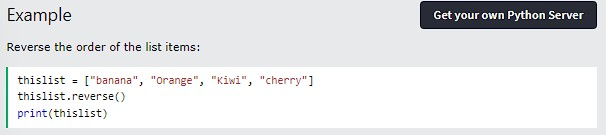 Example
Get your own Python Server
Reverse the order of the list items:
thislist = ["banana", "Orange", "Kiwi", "cherry"]
thislist.reverse()
print(thislist)